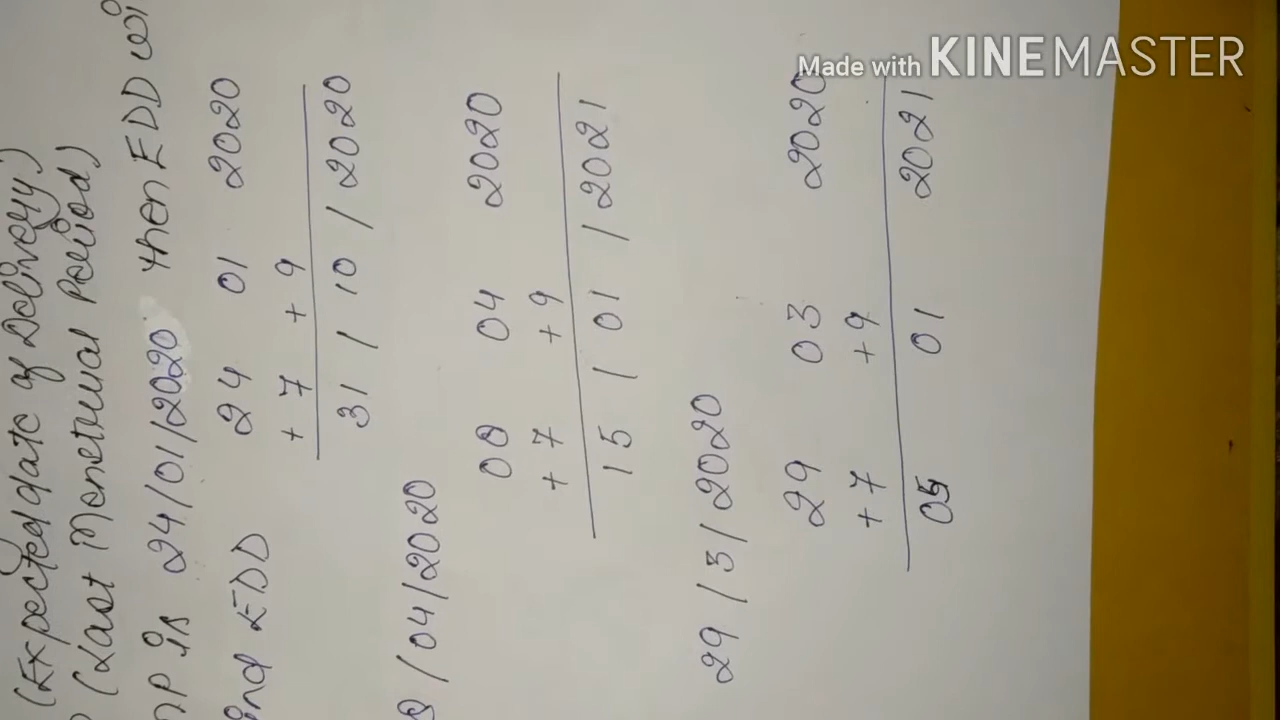 (Expected date of Delivery)
(Last Menstrual Period)
is 24/01/2020 then EDD
EDD 24 01 2020
+ 7 + 9
31 / 10 / 2020
/04/2020
08 04 2020
+ 7 + 9
15 / 01 / 2021
29 / 3 / 2020
29 03 2020
+ 7 + 9
05 01 2021
Made with KINEMASTER